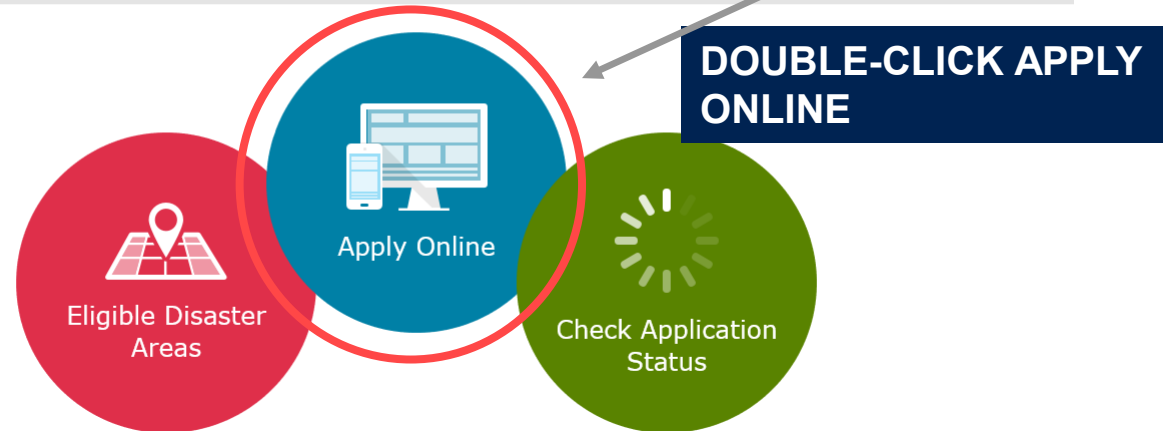 DOUBLE-CLICK APPLY
ONLINE
Apply Online
Eligible Disaster
Areas
Check Application
Status